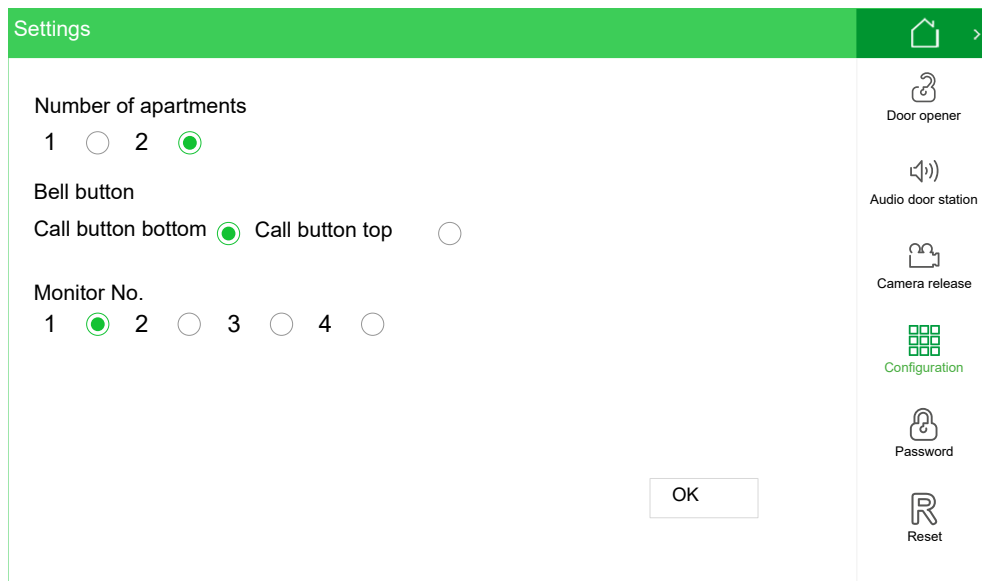 Settings
Number of apartments
1 2
Bell button
Call button bottom Call button top
Monitor No.
1 2 3 4
OK
Door opener
Audio door station
Camera release
Configuration
Password
R
Reset